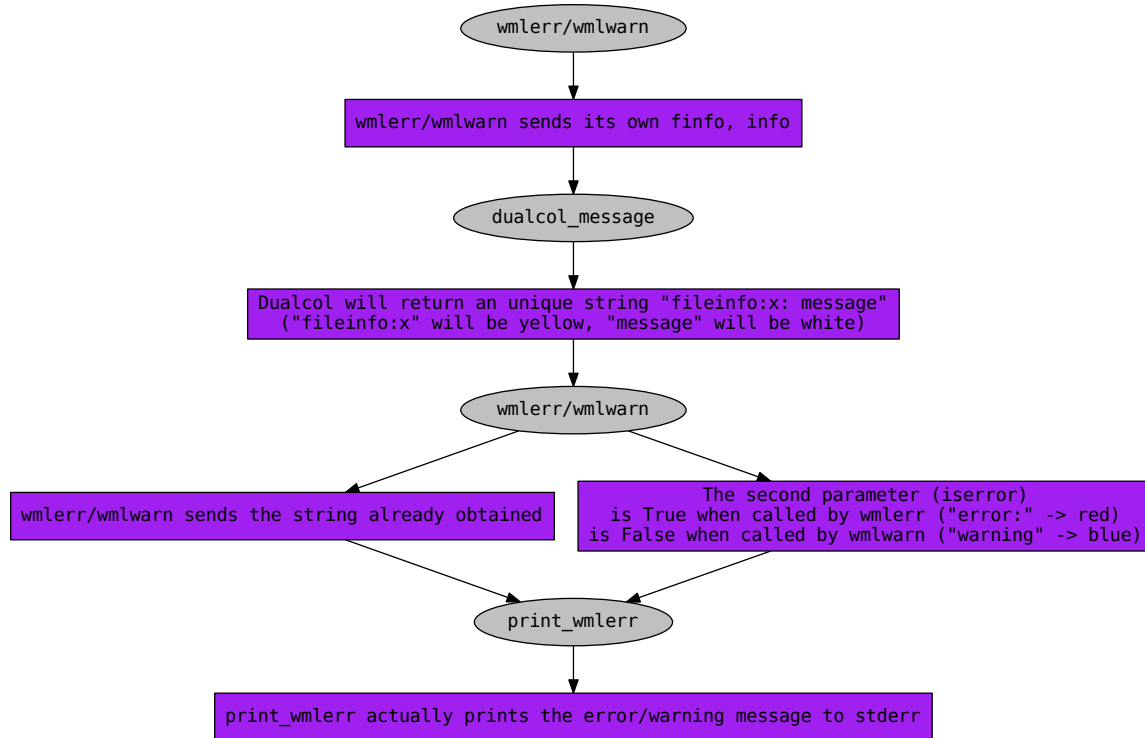 wmlerr/wmlwarn
wmlerr/wmlwarn sends its own finfo, info
dualcol_message
Dualcol will return an unique string "fileinfo:x: message"
("fileinfo:x" will be yellow, "message" will be white)
wmlerr/wmlwarn
wmlerr/wmlwarn sends the string already obtained
The second parameter (iserror)
is True when called by wmlerr ("error:" -> red)
is False when called by wmlwarn ("warning" -> blue)
print_wmlerr
print_wmlerr actually prints the error/warning message to stderr